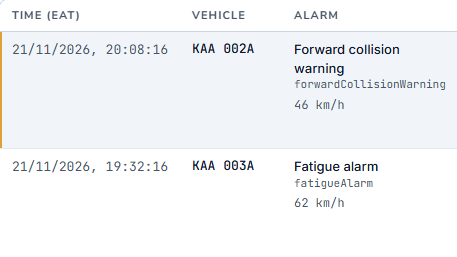 TIME (EAT) VEHICLE ALARM
21/11/2026, 20:08:16 KAA 002A Forward collision
warning
forwardCollisionWarning
46 km/h
21/11/2026, 19:32:16 KAA 003A Fatigue alarm
fatigueAlarm
62 km/h